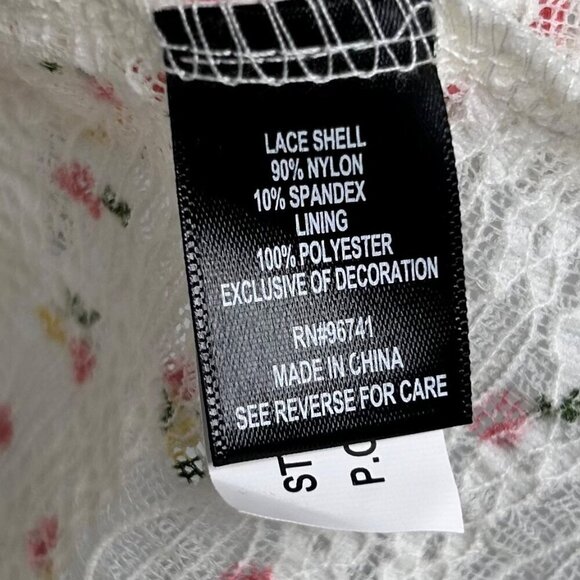 LACE SHELL
90% NYLON
10% SPANDEX
LINING
100% POLYESTER
EXCLUSIVE OF DECORATION
RN#96741
MADE IN CHINA
SEE REVERSE FOR CARE